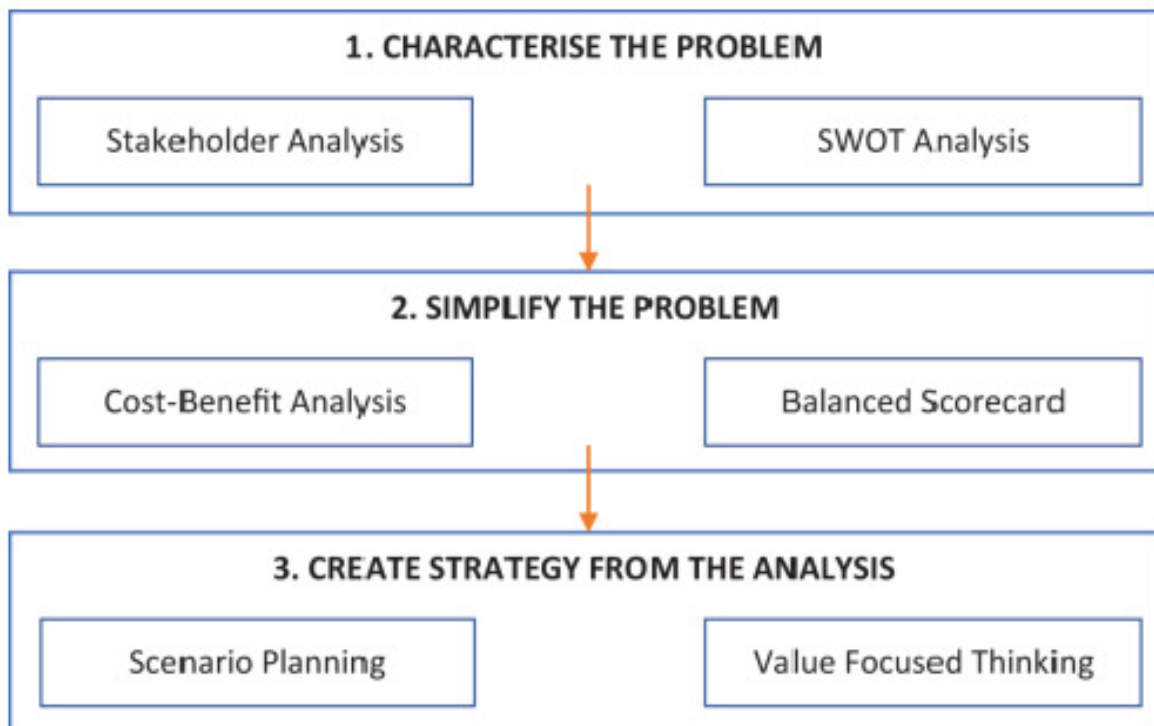 1. CHARACTERISE THE PROBLEM
Stakeholder Analysis
SWOT Analysis
2. SIMPLIFY THE PROBLEM
Cost-Benefit Analysis
Balanced Scorecard
3. CREATE STRATEGY FROM THE ANALYSIS
Scenario Planning
Value Focused Thinking